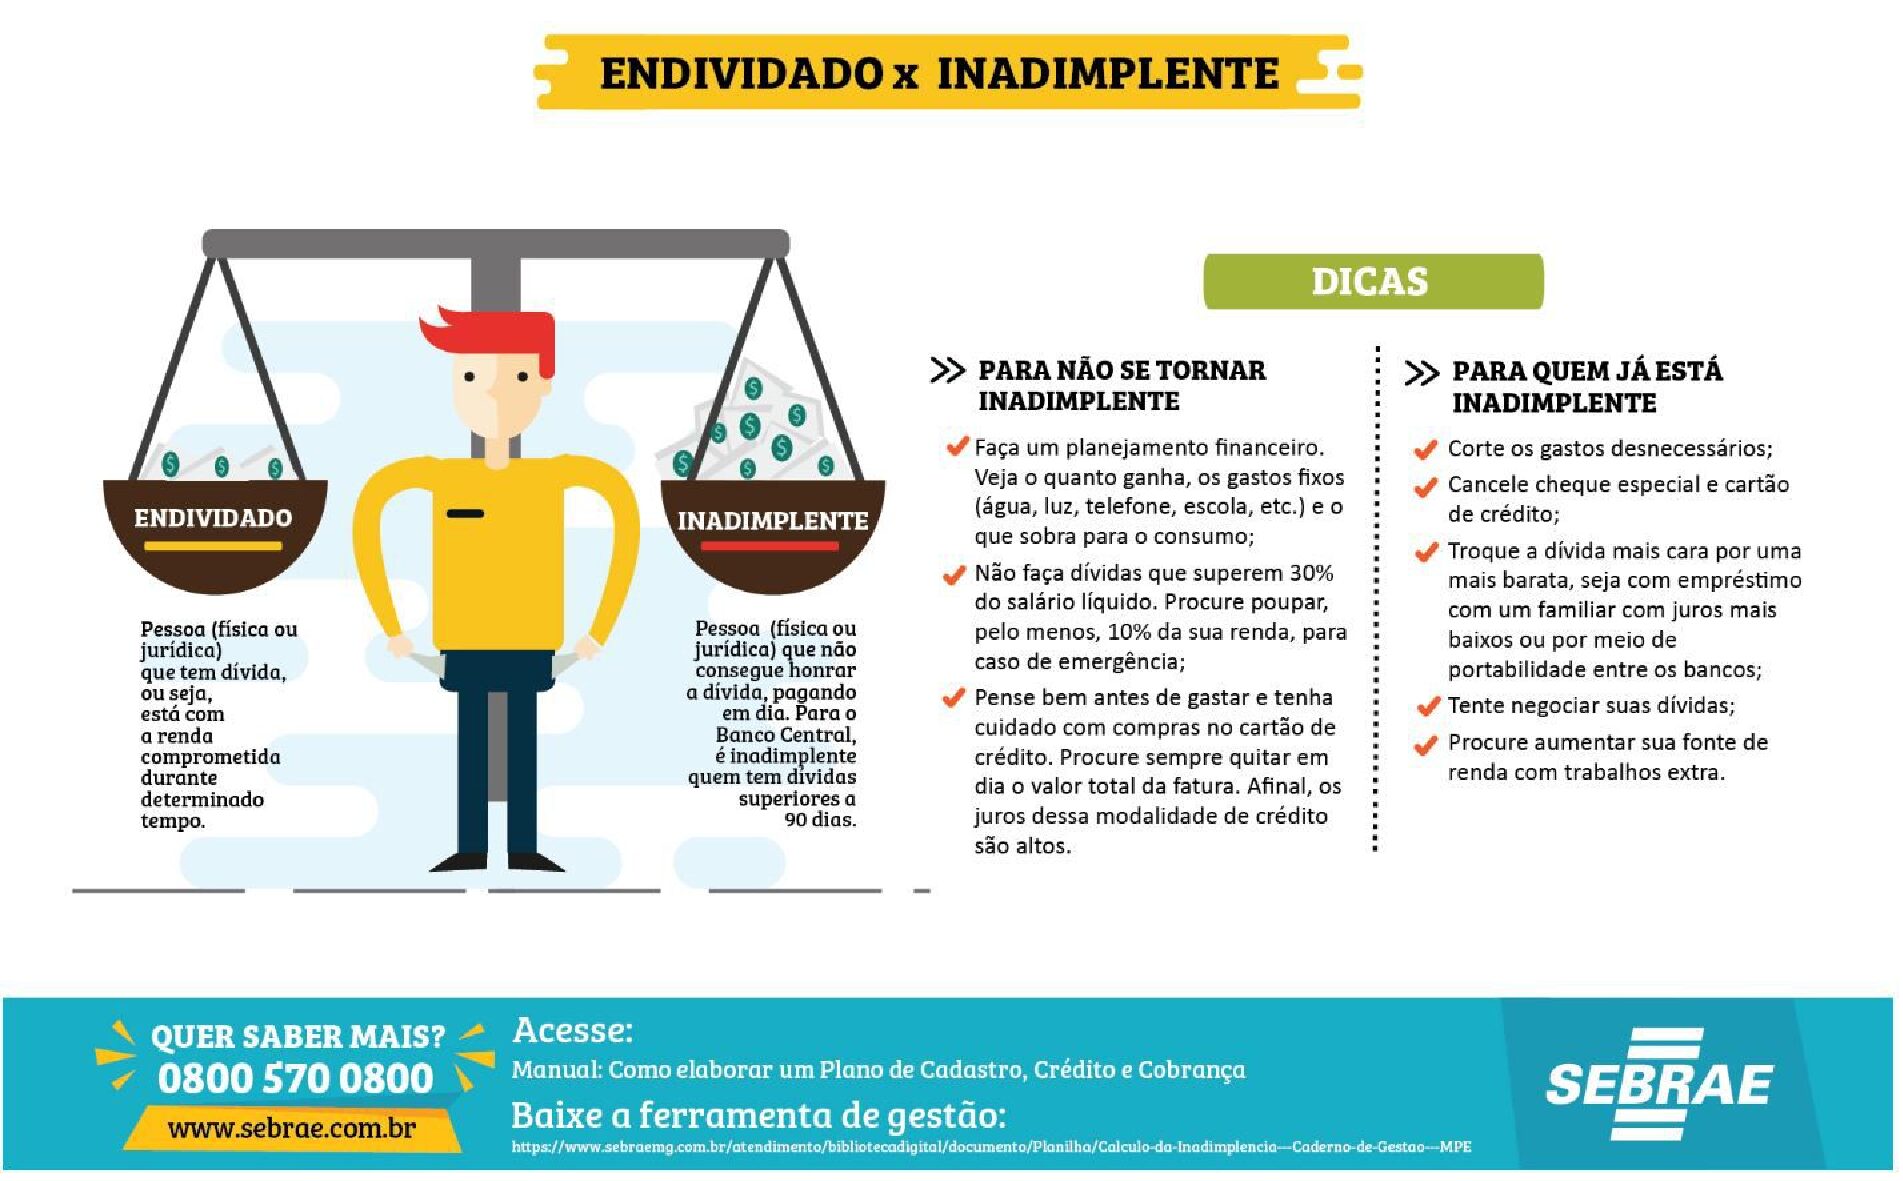 ENDIVIDADO x INADIMPLENTE
ENDIVIDADO
Pessoa (física ou
jurídica)
que tem dívida,
ou seja,
está com
a renda
comprometida
durante
determinado
tempo.
INADIMPLENTE
Pessoa (física ou
jurídica) que não
consegue honrar
a dívida, pagando
em dia. Para o
Banco Central,
é inadimplente
quem tem dívidas
superiores a
90 dias.
DICAS
PARA NÃO SE TORNAR
INADIMPLENTE
Faça um planejamento financeiro.
Veja o quanto ganha, os gastos fixos
(água, luz, telefone, escola, etc.) e o
que sobra para o consumo;
Não faça dívidas que superem 30%
do salário líquido. Procure poupar,
pelo menos, 10% da sua renda, para
caso de emergência;
Pense bem antes de gastar e tenha
cuidado com compras no cartão de
crédito. Procure sempre quitar em
dia o valor total da fatura. Afinal, os
juros dessa modalidade de crédito
são altos.
PARA QUEM JÁ ESTÁ
INADIMPLENTE
Corte os gastos desnecessários;
Cancele cheque especial e cartão
de crédito;
Troque a dívida mais cara por uma
mais barata, seja com empréstimo
com um familiar com juros mais
baixos ou por meio de
portabilidade entre os bancos;
Tente negociar suas dívidas;
Procure aumentar sua fonte de
renda com trabalhos extra.
QUER SABER MAIS?
0800 570 0800
www.sebrae.com.br
Acesse:
Manual: Como elaborar um Plano de Cadastro, Crédito e Cobrança
Baixe a ferramenta de gestão:
https://www.sebraemg.com.br/atendimento/bibliotecadigital/documento/Planilha/Calculo-da-Inadimplencia---Caderno-de-Gestao---MPE
SEBRAE